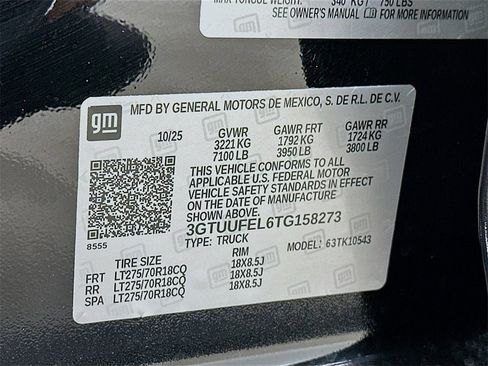 MAX TONGUE WEIGHT: 340 KG / 750 LBS
SEE OWNER'S MANUAL FOR ADDITIONAL
gm
MFD BY GENERAL MOTORS DE MEXICO, S. DE R.L. DE C.V.
10/25 GVWR GAWR FRT GAWR RR
3221 KG 1792 KG 1724 KG
7100 LB 3950 LB 3800 LB
THIS VEHICLE CONFORMS TO ALL
APPLICABLE U.S. FEDERAL MOTOR
VEHICLE SAFETY STANDARDS IN EFFECT
ON THE DATE OF MANUFACTURE
SHOWN ABOVE.
3GTUUFEL6TG158273
8555
TYPE: TRUCK MODEL: 63TK10543
TIRE SIZE RIM
FRT LT275/70R18CQ 18X8.5J
RR LT275/70R18CQ 18X8.5J
SPA LT275/70R18CQ 18X8.5J